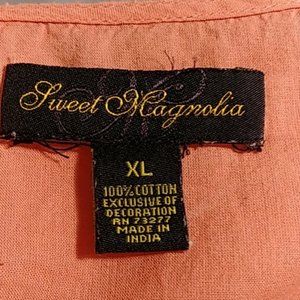 Sweet Magnolia
XL
100% COTTON
EXCLUSIVE OF
DECORATION
RN 73277
MADE IN
INDIA